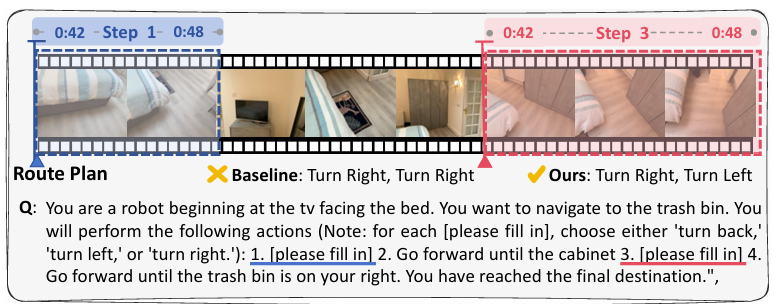 0:42 Step 1 0:48 0:42 Step 3 0:48
Route Plan Baseline: Turn Right, Turn Right Ours: Turn Right, Turn Left
Q: You are a robot beginning at the tv facing the bed. You want to navigate to the trash bin. You
will perform the following actions (Note: for each [please fill in], choose either 'turn back,'
'turn left,' or 'turn right.'): 1. [please fill in] 2. Go forward until the cabinet 3. [please fill in] 4.
Go forward until the trash bin is on your right. You have reached the final destination.",